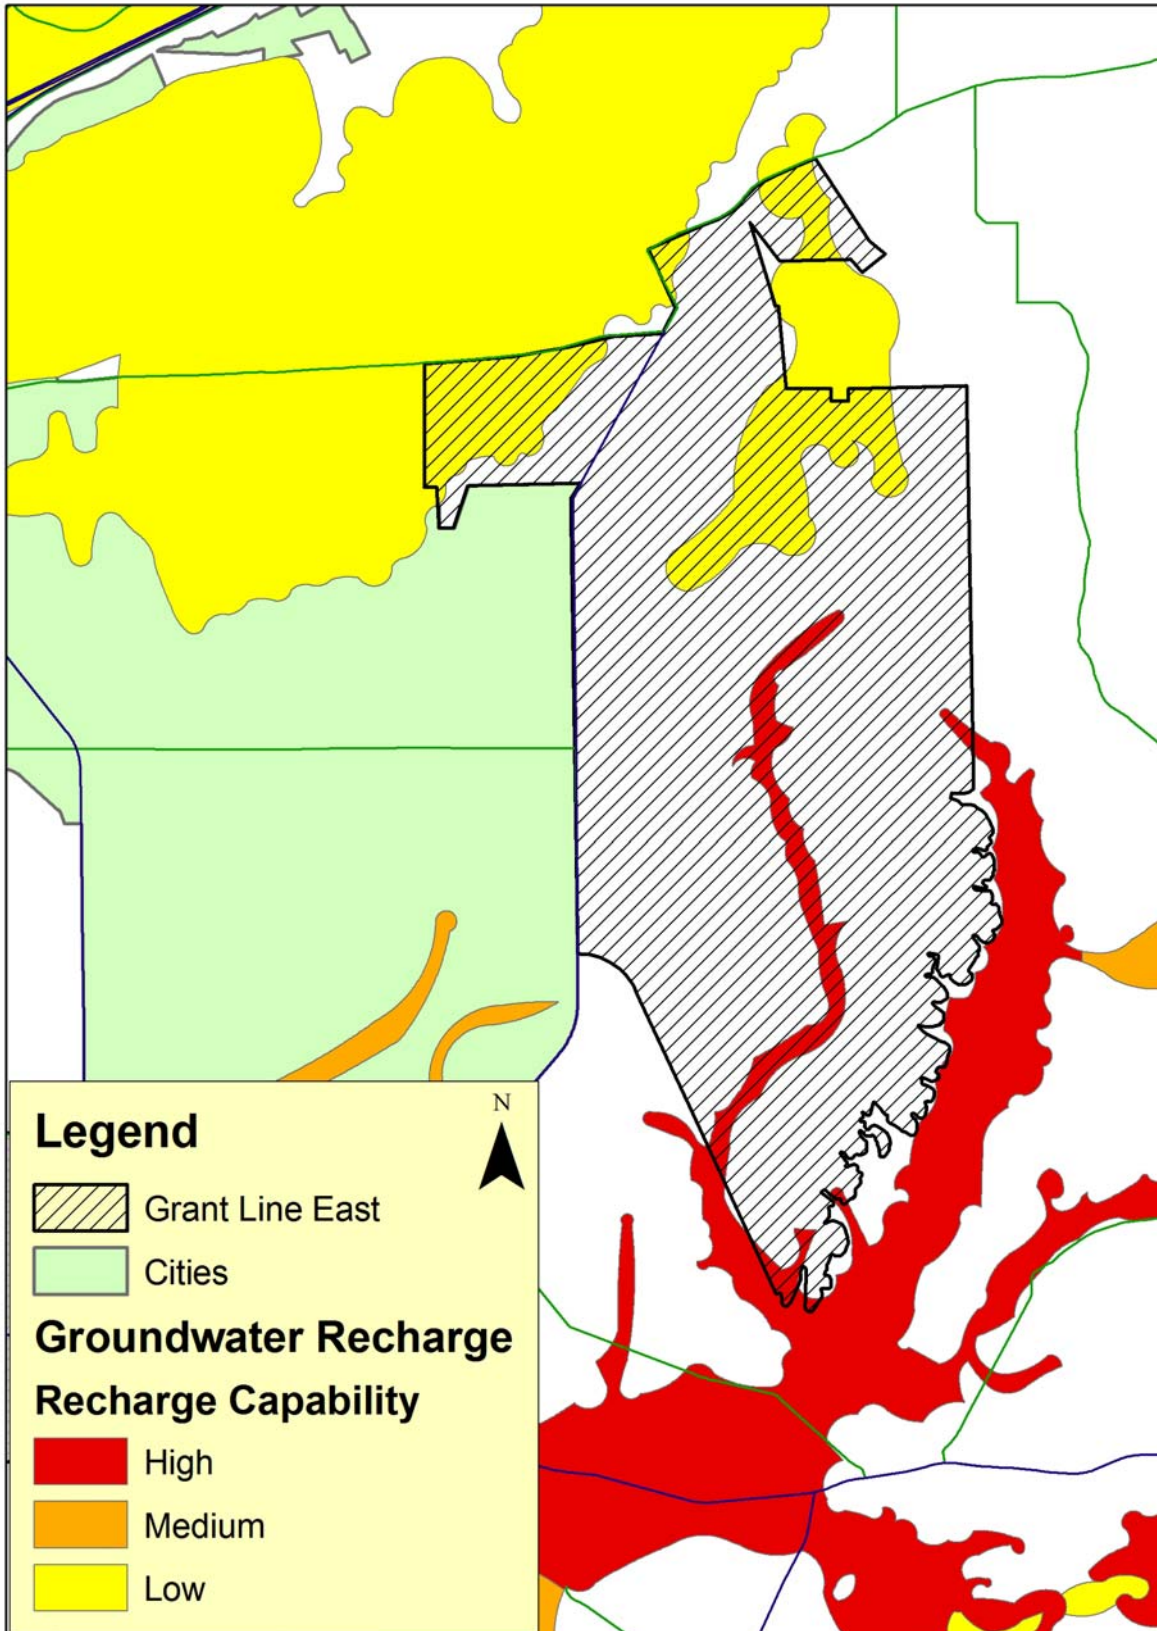 N
Legend
Grant Line East
Cities
Groundwater Recharge
Recharge Capability
High
Medium
Low